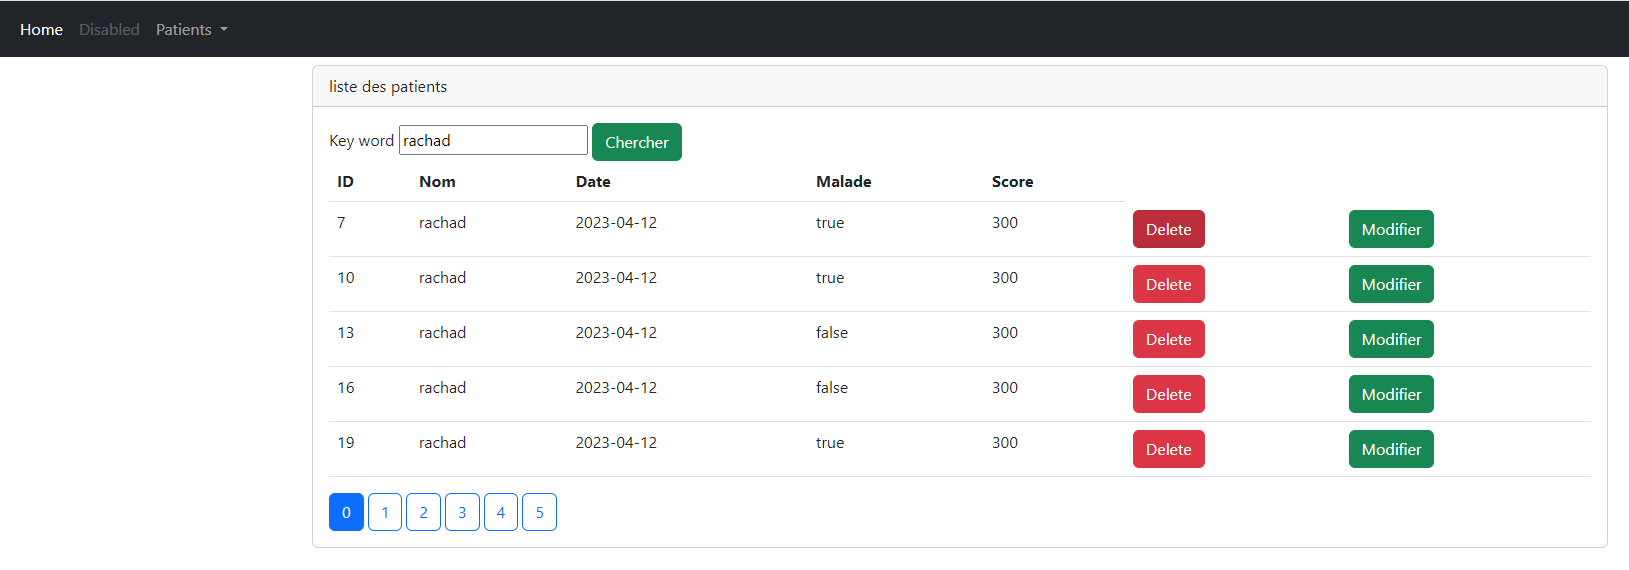 Home Disabled Patients
liste des patients
Key word rachad Chercher
ID Nom Date Malade Score
7 rachad 2023-04-12 true 300 Delete Modifier
10 rachad 2023-04-12 true 300 Delete Modifier
13 rachad 2023-04-12 false 300 Delete Modifier
16 rachad 2023-04-12 false 300 Delete Modifier
19 rachad 2023-04-12 true 300 Delete Modifier
0 1 2 3 4 5